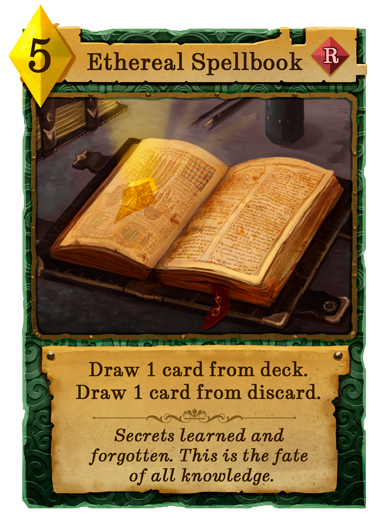 5
Ethereal Spellbook
R
Draw 1 card from deck.
Draw 1 card from discard.
Secrets learned and
forgotten. This is the fate
of all knowledge.